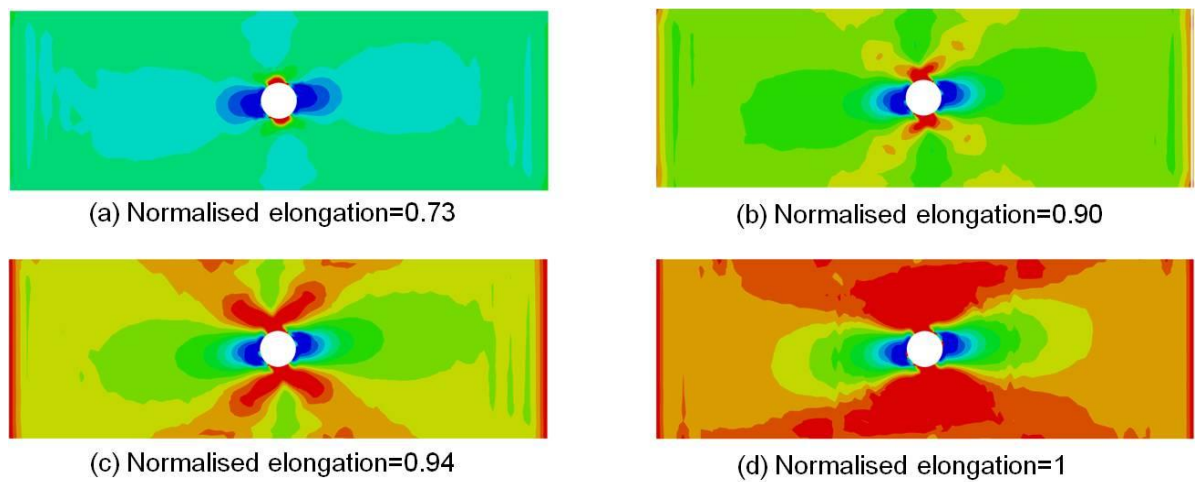 (a) Normalised elongation=0.73
(b) Normalised elongation=0.90
(c) Normalised elongation=0.94
(d) Normalised elongation=1